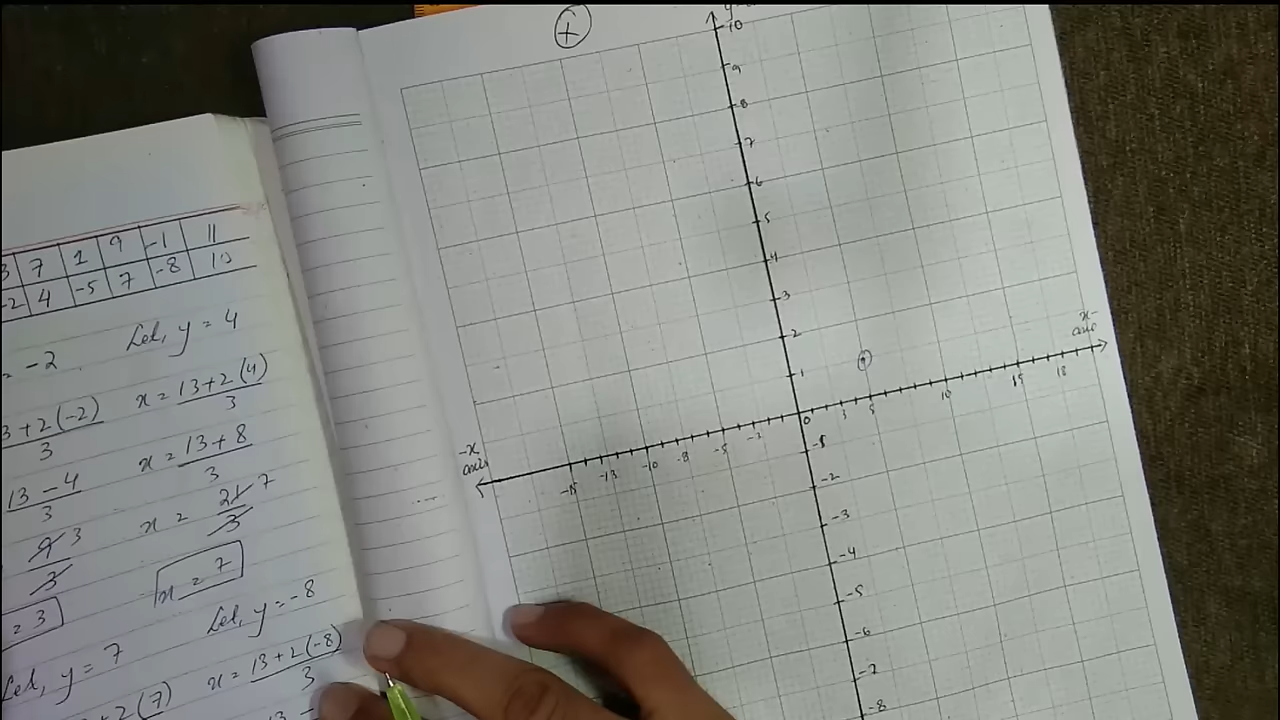 3 7 1 9 -1 11
-2 4 -5 7 -8 10
= -2
Let, y = 4
3+2(-2)
3
x = 13+2(4)
3
13-4
3
x = 13+8
3
9 3
3
x = 21 7
3
= 3
x = 7
Let, y = 7
Let, y = -8
+2(7)
x = 13+2(-8)
3
13 -
+
10
9
8
7
6
5
4
3
2
1
x-
axis
-x
axis
-15 -13 -10 -8 -5 -3 0 3 5 10 15 18
-1
-2
-3
-4
-5
-6
-7
-8